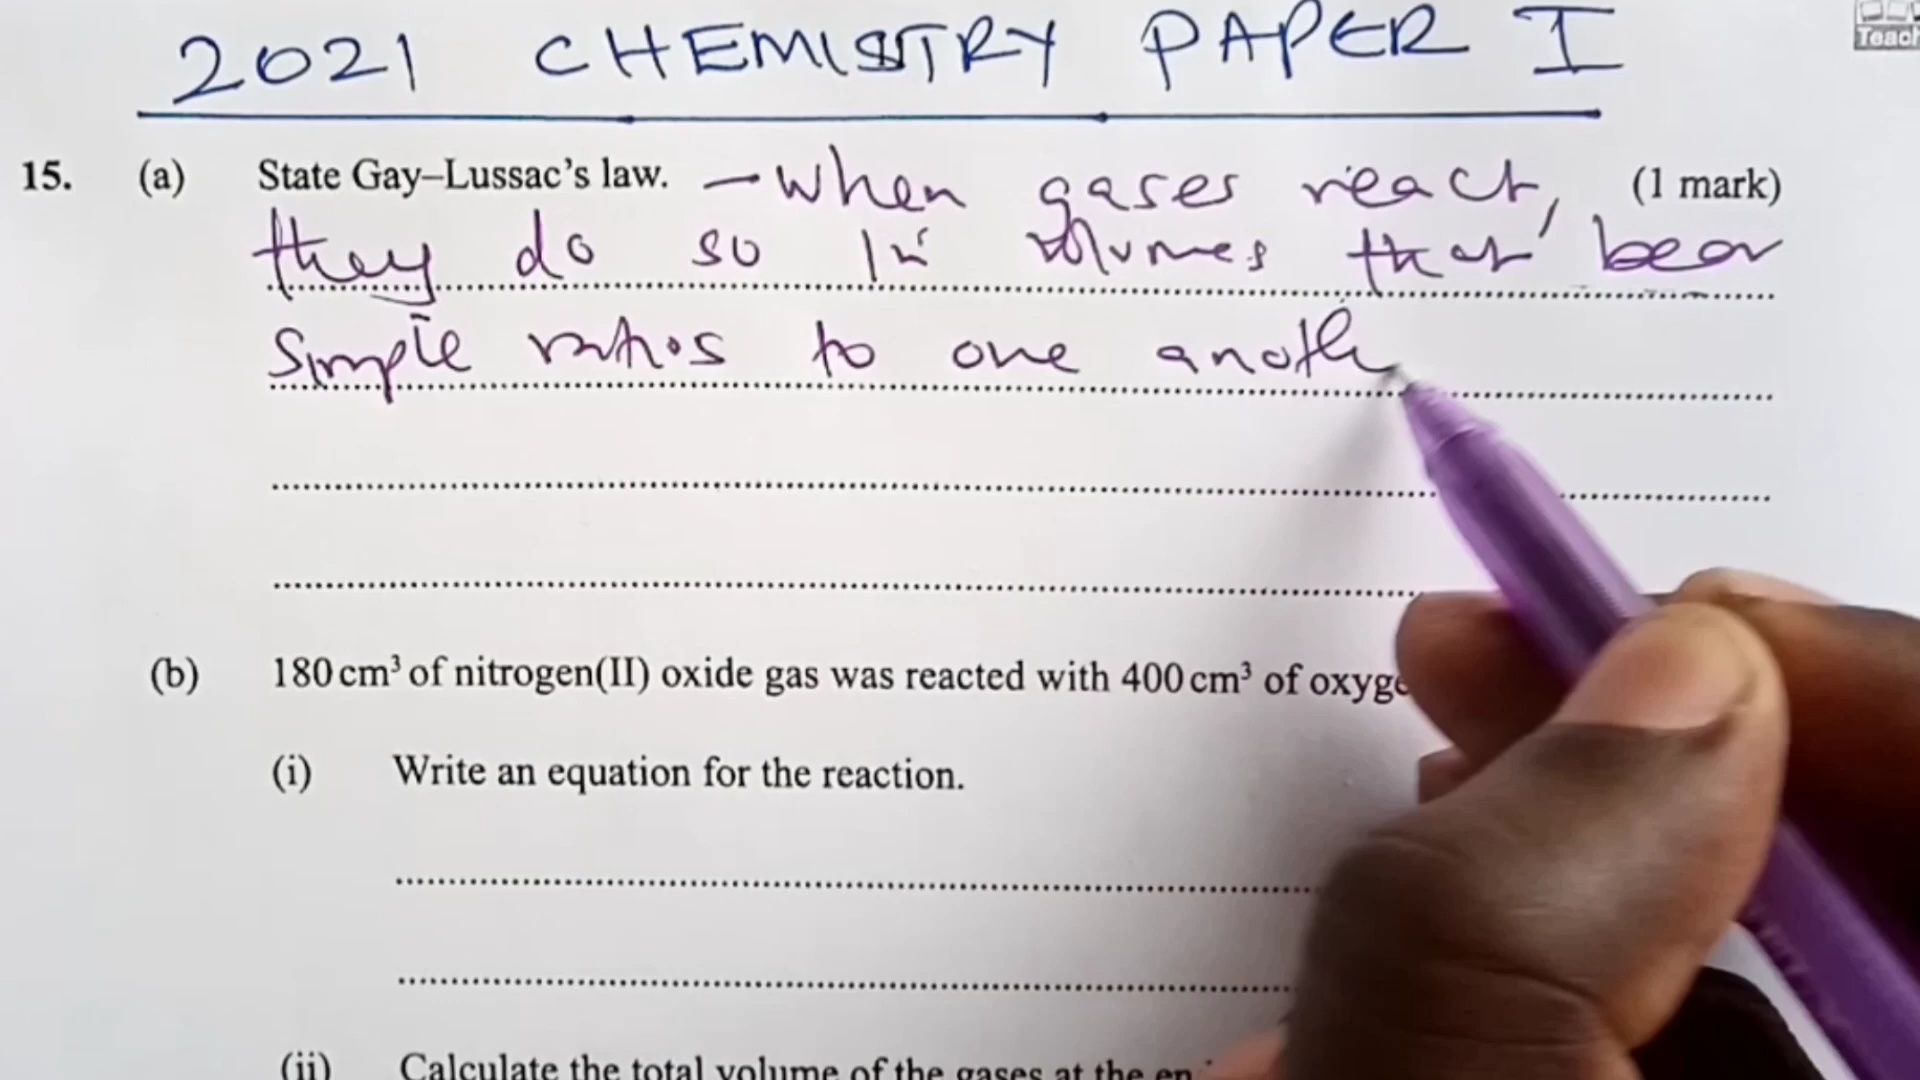 2021 CHEMISTRY PAPER I
Teach
15. (a) State Gay–Lussac's law. – When gases react, (1 mark)
they do so in volumes that bear
simple ratios to one anoth
(b) 180 cm³ of nitrogen(II) oxide gas was reacted with 400 cm³ of oxyge
(i) Write an equation for the reaction.
(ii) Calculate the total volume of the gases at the en